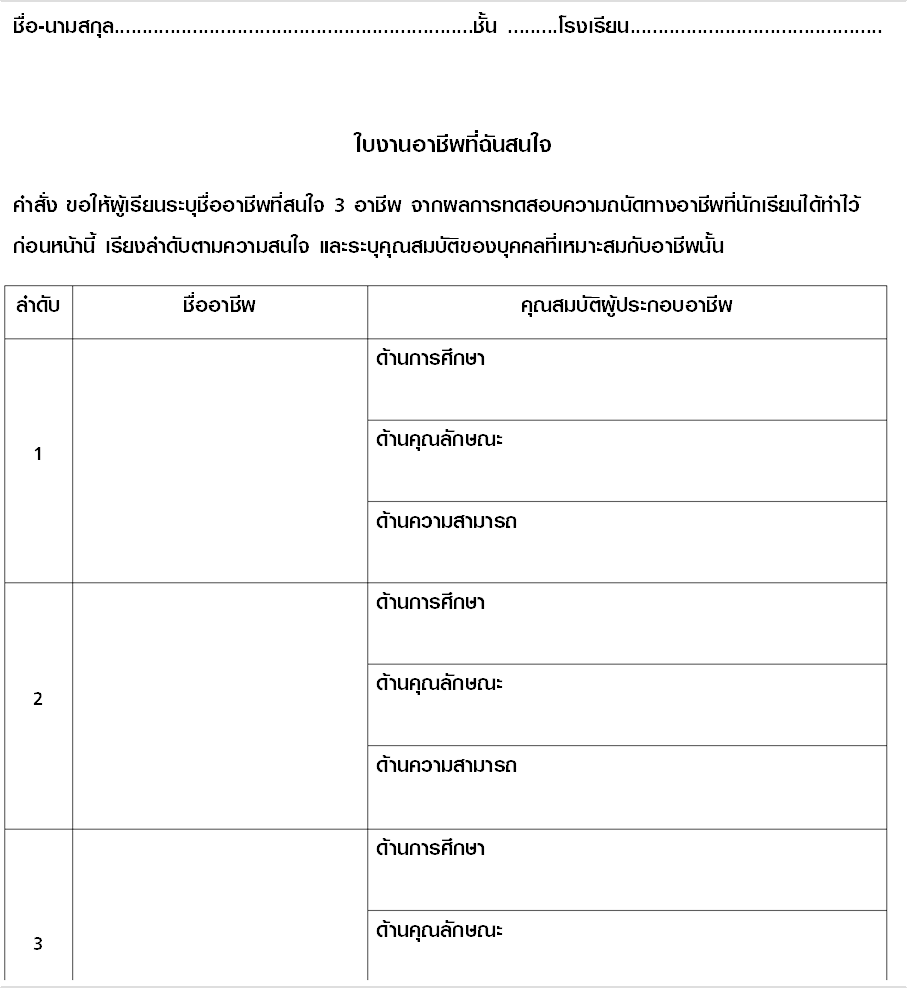 ชื่อ-นามสกุล................................................................ชั้น .........โรงเรียน.............................................
ใบงานอาชีพที่ฉันสนใจ
คำสั่ง ขอให้ผู้เรียนระบุชื่ออาชีพที่สนใจ 3 อาชีพ จากผลการทดสอบความถนัดทางอาชีพที่นักเรียนได้ทำไว้
ก่อนหน้านี้ เรียงลำดับตามความสนใจ และระบุคุณสมบัติของบุคคลที่เหมาะสมกับอาชีพนั้น
ลำดับ ชื่ออาชีพ คุณสมบัติผู้ประกอบอาชีพ
ด้านการศึกษา
ด้านคุณลักษณะ
1
ด้านความสามารถ
ด้านการศึกษา
ด้านคุณลักษณะ
2
ด้านความสามารถ
ด้านการศึกษา
ด้านคุณลักษณะ
3